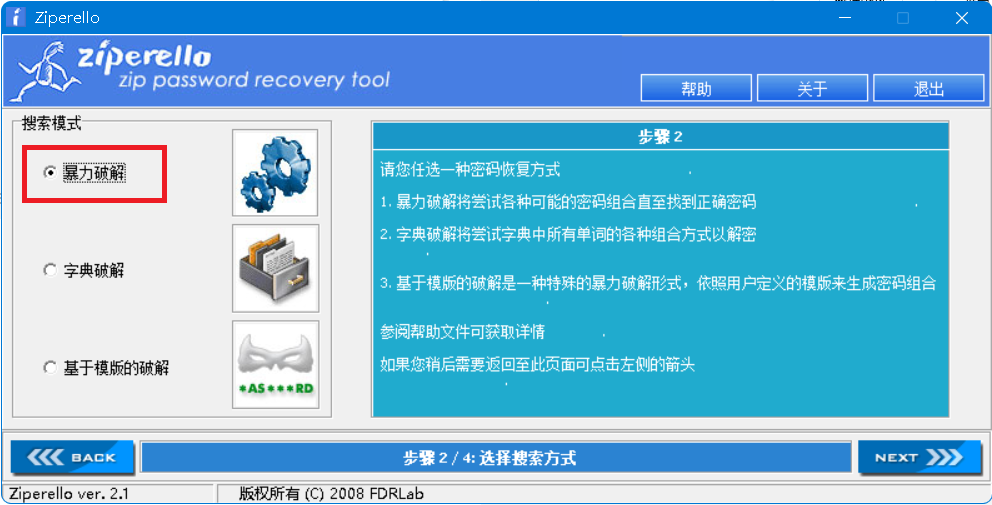 Ziperello
ziperello
zip password recovery tool
帮助
关于
退出
搜索模式
暴力破解
字典破解
基于模版的破解
*AS***RD
步骤 2
请您任选一种密码恢复方式
1. 暴力破解将尝试各种可能的密码组合直至找到正确密码
2. 字典破解将尝试字典中所有单词的各种组合方式以解密
3. 基于模版的破解是一种特殊的暴力破解形式，依照用户定义的模版来生成密码组合
参阅帮助文件可获取详情
如果您稍后需要返回至此页面可点击左侧的箭头
BACK
步骤 2 / 4: 选择搜索方式
NEXT
Ziperello ver. 2.1
版权所有 (C) 2008 FDRLab